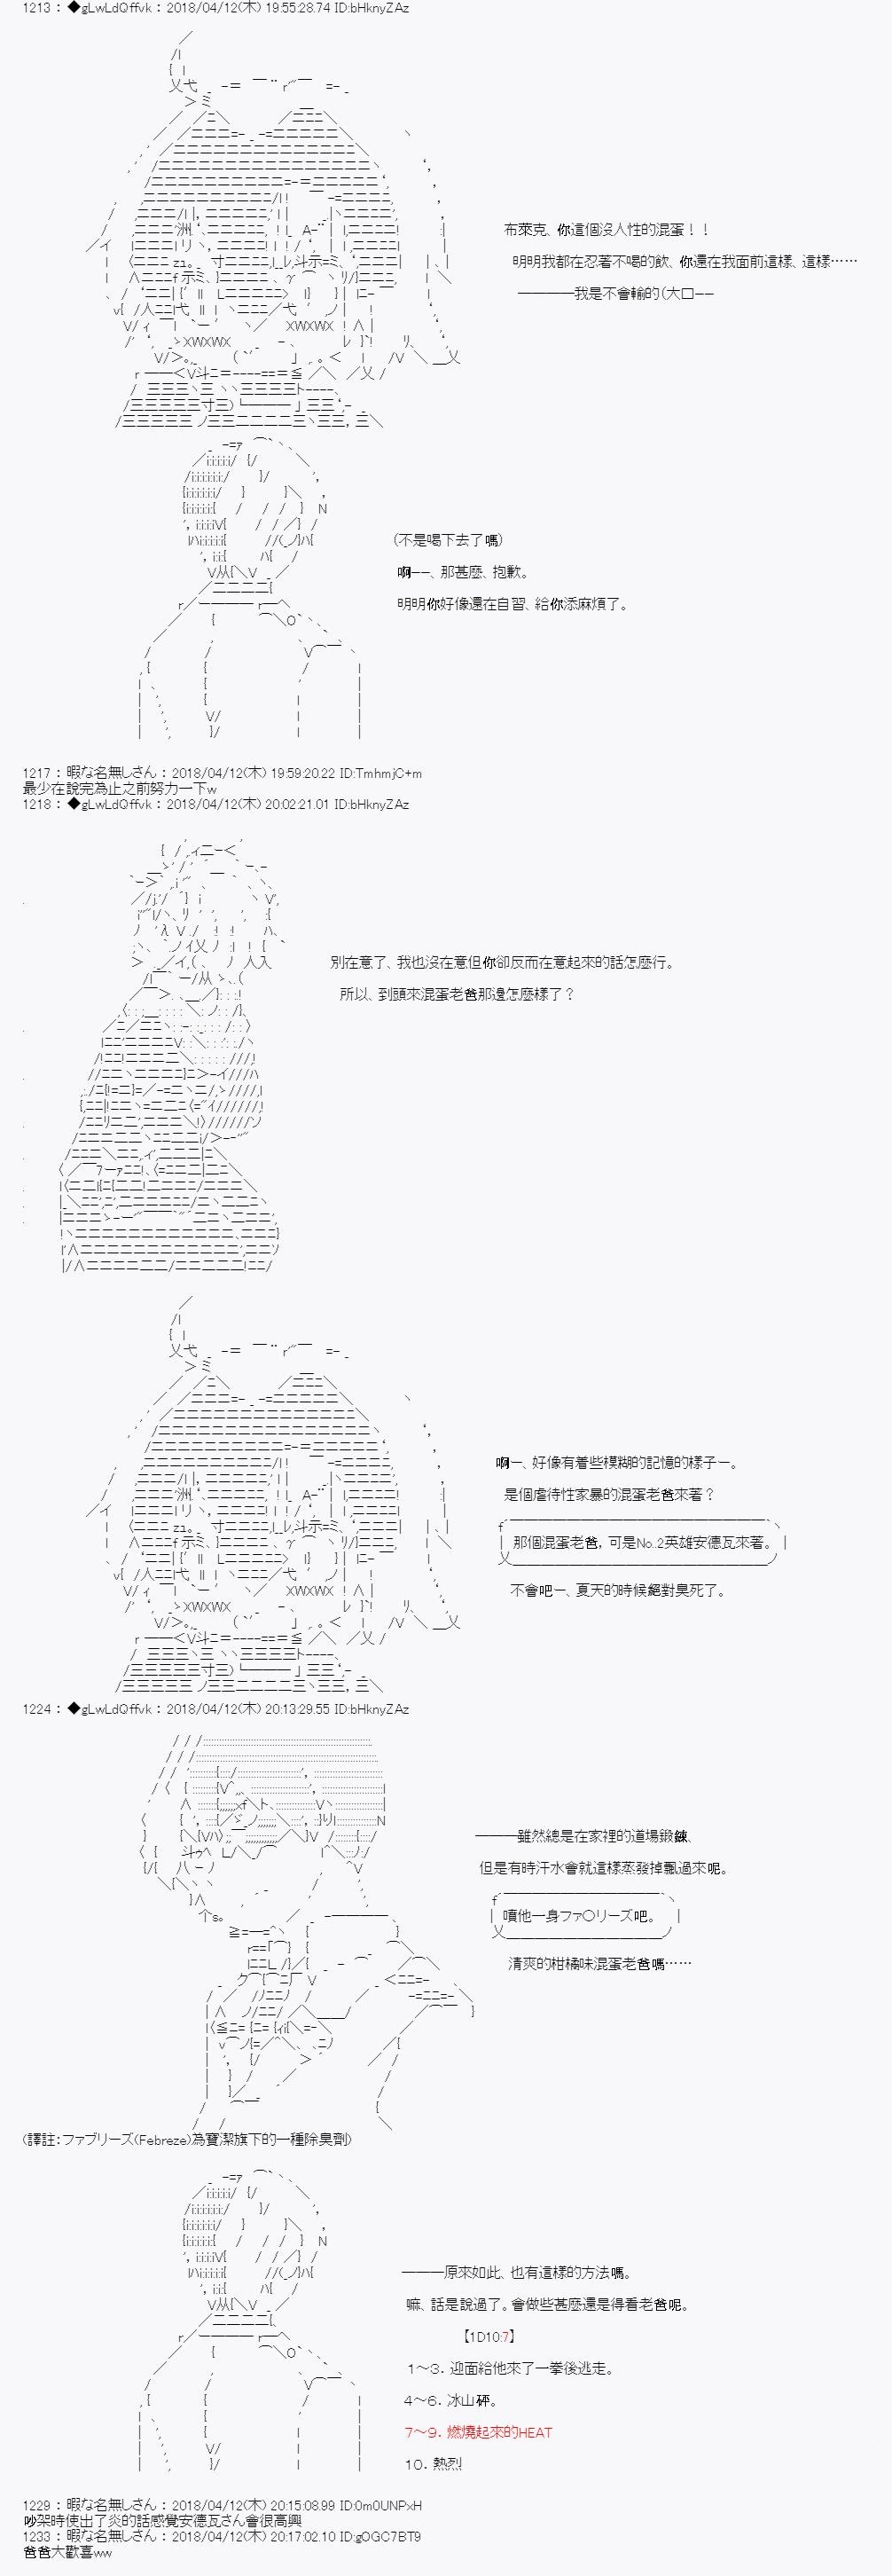 1213 : ◆gLwLdQffvk : 2018/04/12(木) 19:55:28.74 ID:bHknyZAz
布萊克、你這個沒人性的混蛋！！
明明我都在忍著不喝的飲、你還在我面前這樣、這樣……
―――我是不會輸的（大口――
（不是喝下去了嗎）
啊――、那甚麼、抱歉。
明明你好像還在自習、給你添麻煩了。
1217 : 暇な名無しさん : 2018/04/12(木) 19:59:20.22 ID:TmhmjC+m
最少在說完為止之前努力一下w
1218 : ◆gLwLdQffvk : 2018/04/12(木) 20:02:21.01 ID:bHknyZAz
別在意了、我也沒在意但你卻反而在意起來的話怎麼行。
所以、到頭來混蛋老爸那邊怎麼樣了？
啊ー、好像有着些模糊的記憶的樣子ー。
是個虐待性家暴的混蛋老爸來著？
那個混蛋老爸，可是No.2英雄安德瓦來著。
不會吧ー、夏天的時候絕對臭死了。
1224 : ◆gLwLdQffvk : 2018/04/12(木) 20:13:29.55 ID:bHknyZAz
―――雖然總是在家裡的道場鍛鍊、
但是有時汗水會就這樣蒸發掉飄過來呢。
噴他一身ファ〇リーズ吧。
清爽的柑橘味混蛋老爸嗎……
(譯註：ファブリーズ(Febreze)為寶潔旗下的一種除臭劑)
―――原來如此、也有這樣的方法嗎。
嘛、話是說過了。會做些甚麼還是得看老爸呢。
【1D10:7】
1～3．迎面給他來了一拳後逃走。
4～6．冰山砰。
7～9．燃燒起來的HEAT
10．熱烈
1229 : 暇な名無しさん : 2018/04/12(木) 20:15:08.99 ID:0m0UNPxH
吵架時使出了炎的話感覺安德瓦さん會很高興
1233 : 暇な名無しさん : 2018/04/12(木) 20:17:02.10 ID:gOGC7BT9
爸爸大歡喜ww